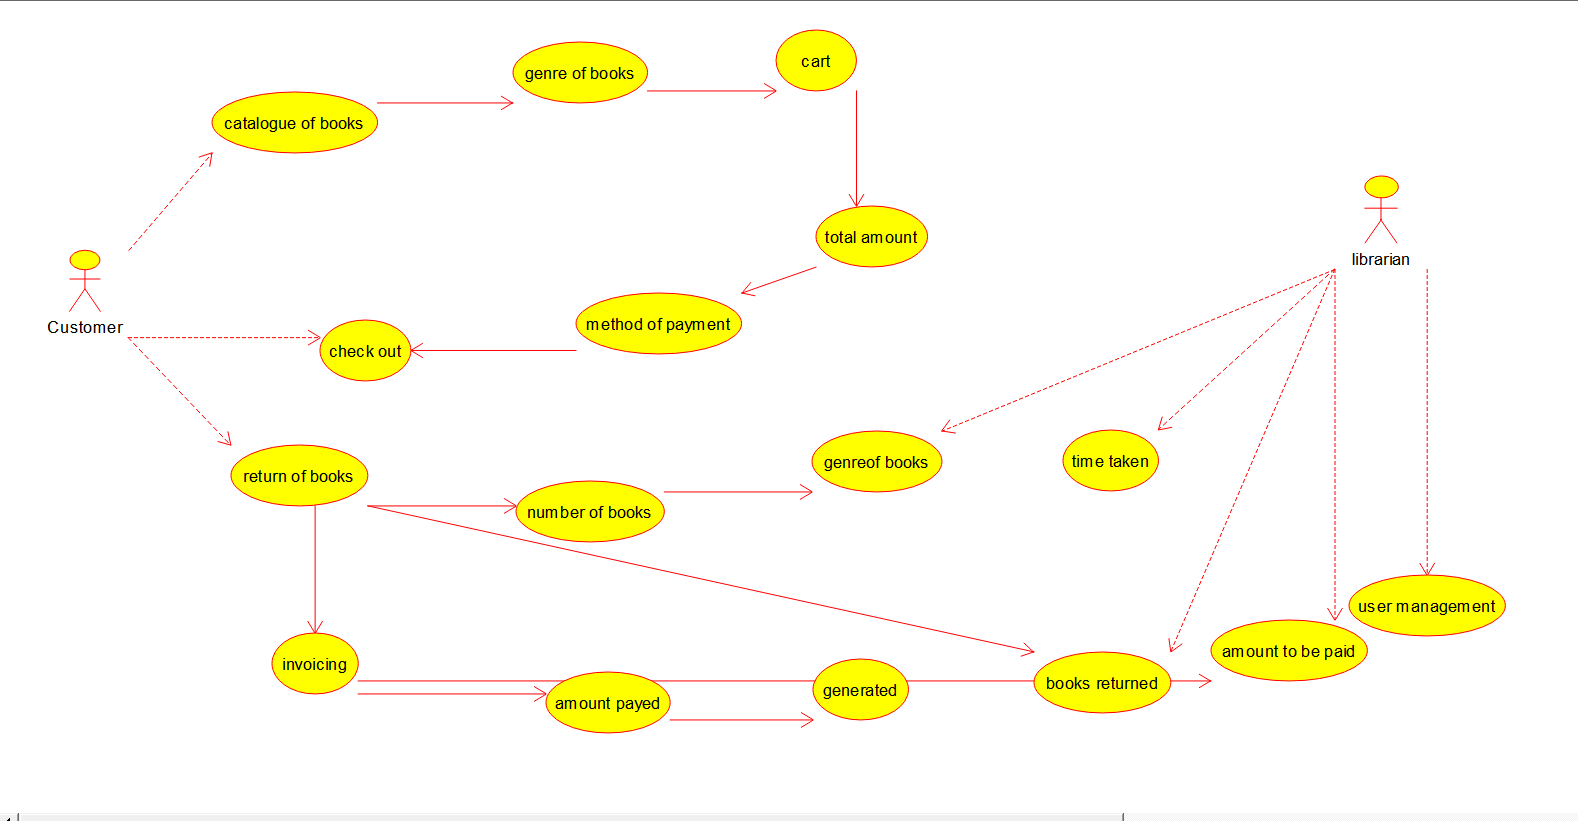 cart
genre of books
catalogue of books
total amount
librarian
Customer
method of payment
check out
genreof books
time taken
return of books
number of books
user management
amount to be paid
invoicing
books returned
generated
amount payed